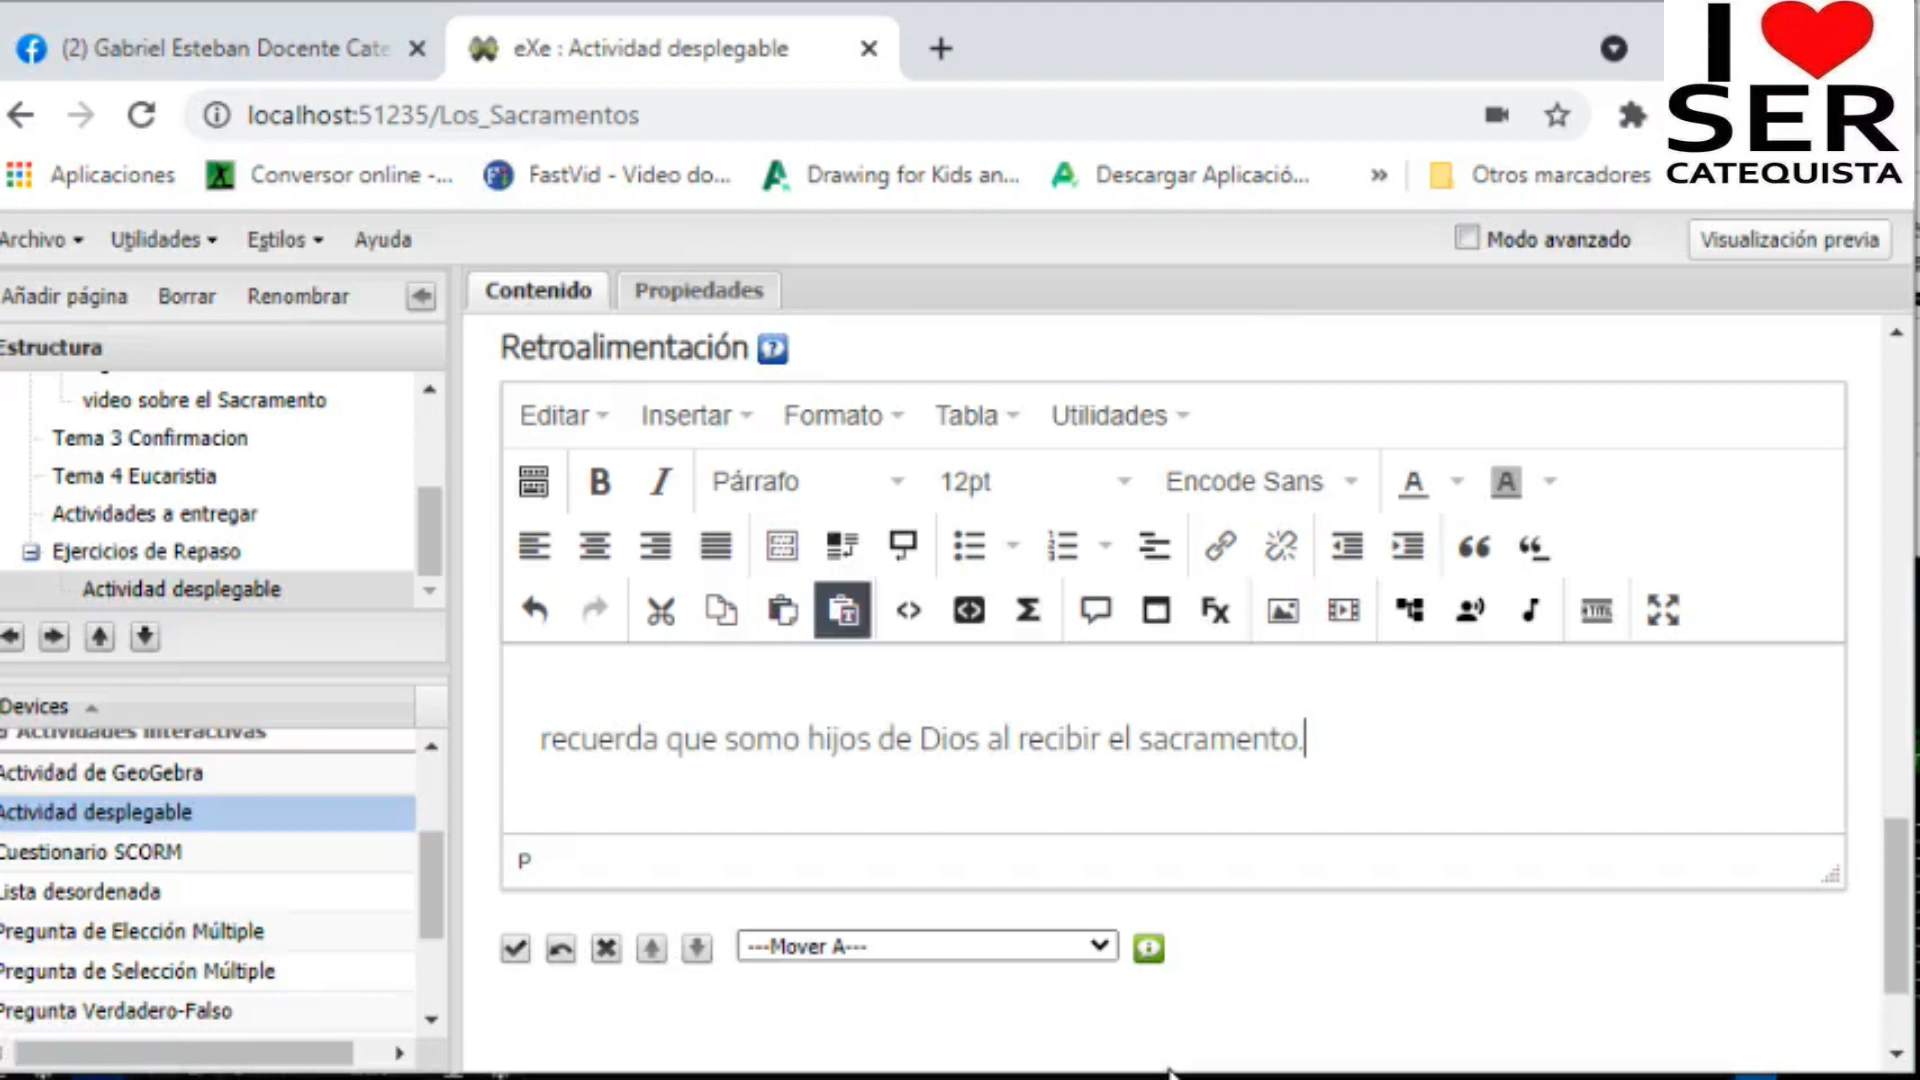 (2) Gabriel Esteban Docente Cate
eXe : Actividad desplegable
I
SER
CATEQUISTA
localhost:51235/Los_Sacramentos
Aplicaciones
Conversor online -...
FastVid - Video do...
Drawing for Kids an...
Descargar Aplicació...
»
Otros marcadores
Archivo
Utilidades
Estilos
Ayuda
Modo avanzado
Visualización previa
Añadir página
Borrar
Renombrar
Contenido
Propiedades
Estructura
video sobre el Sacramento
Tema 3 Confirmacion
Tema 4 Eucaristia
Actividades a entregar
Ejercicios de Repaso
Actividad desplegable
Devices
Actividades interactivas
Actividad de GeoGebra
Actividad desplegable
Cuestionario SCORM
Lista desordenada
Pregunta de Elección Múltiple
Pregunta de Selección Múltiple
Pregunta Verdadero-Falso
Retroalimentación
Editar
Insertar
Formato
Tabla
Utilidades
B
I
Párrafo
12pt
Encode Sans
A
A
recuerda que somo hijos de Dios al recibir el sacramento.
P
---Mover A---